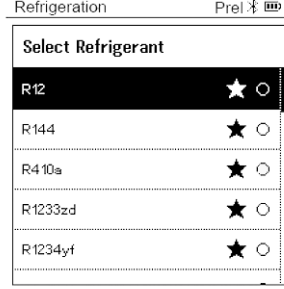 Refrigeration Prel
Select Refrigerant
R12
R144
R410a
R1233zd
R1234yf